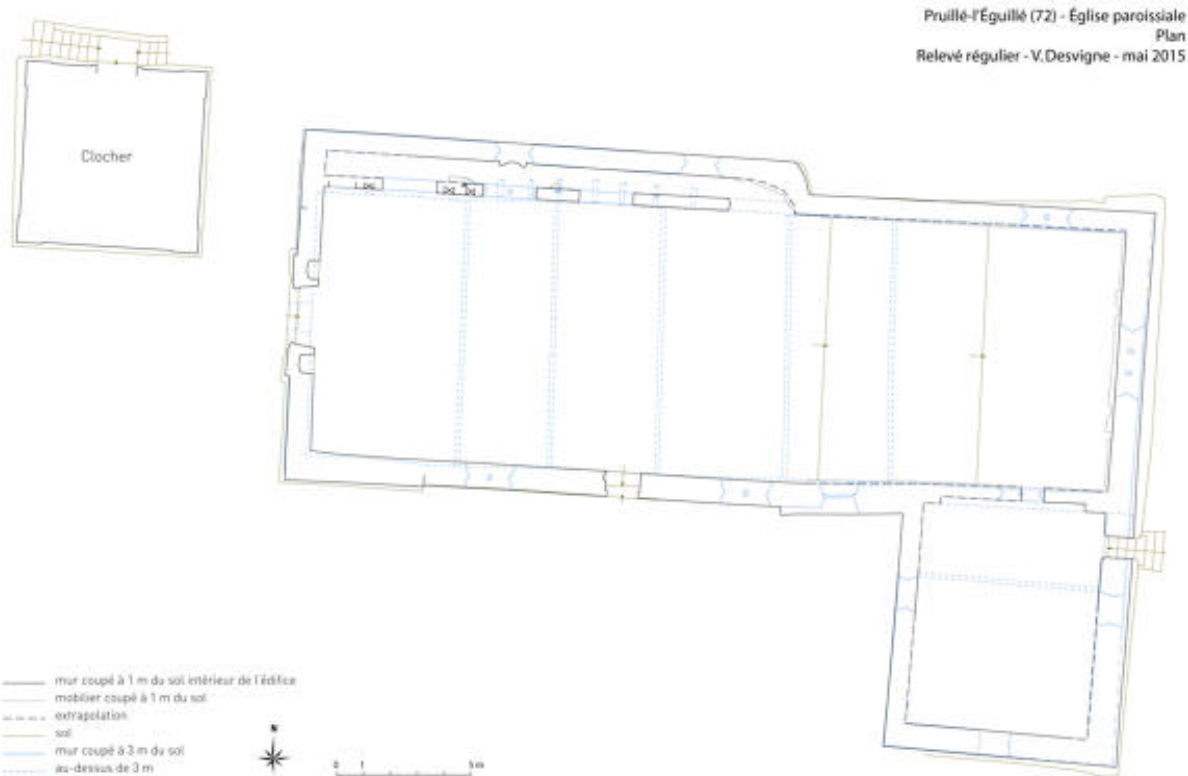 Pruillé-l'Éguillé (72) - Église paroissiale
Plan
Relevé régulier - V.Desvigne - mai 2015
Clocher
mur coupé à 1 m du sol intérieur de l'édifice
mobilier coupé à 1 m du sol
extrapolation
sol
mur coupé à 3 m du sol
au-dessus de 3 m
N
0 1 5m